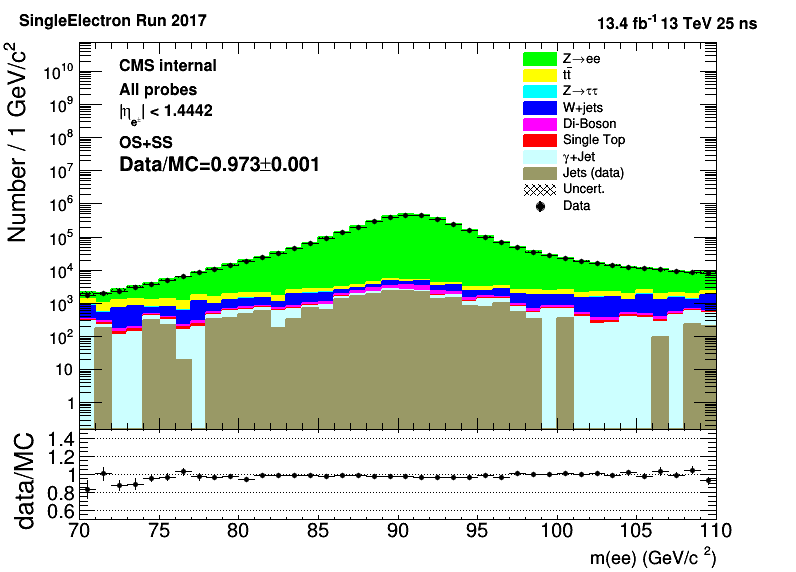 SingleElectron Run 2017
13.4 fb⁻¹ 13 TeV 25 ns
Number / 1 GeV/c²
10¹⁰
10⁹
10⁸
10⁷
10⁶
10⁵
10⁴
10³
10²
10
1
CMS internal
All probes
|η_e±| < 1.4442
OS+SS
Data/MC=0.973±0.001
Z→ee
tt̄
Z→ττ
W+jets
Di-Boson
Single Top
γ+Jet
Jets (data)
Uncert.
Data
data/MC
1.4
1.2
1
0.8
0.6
70 75 80 85 90 95 100 105 110
m(ee) (GeV/c ²)